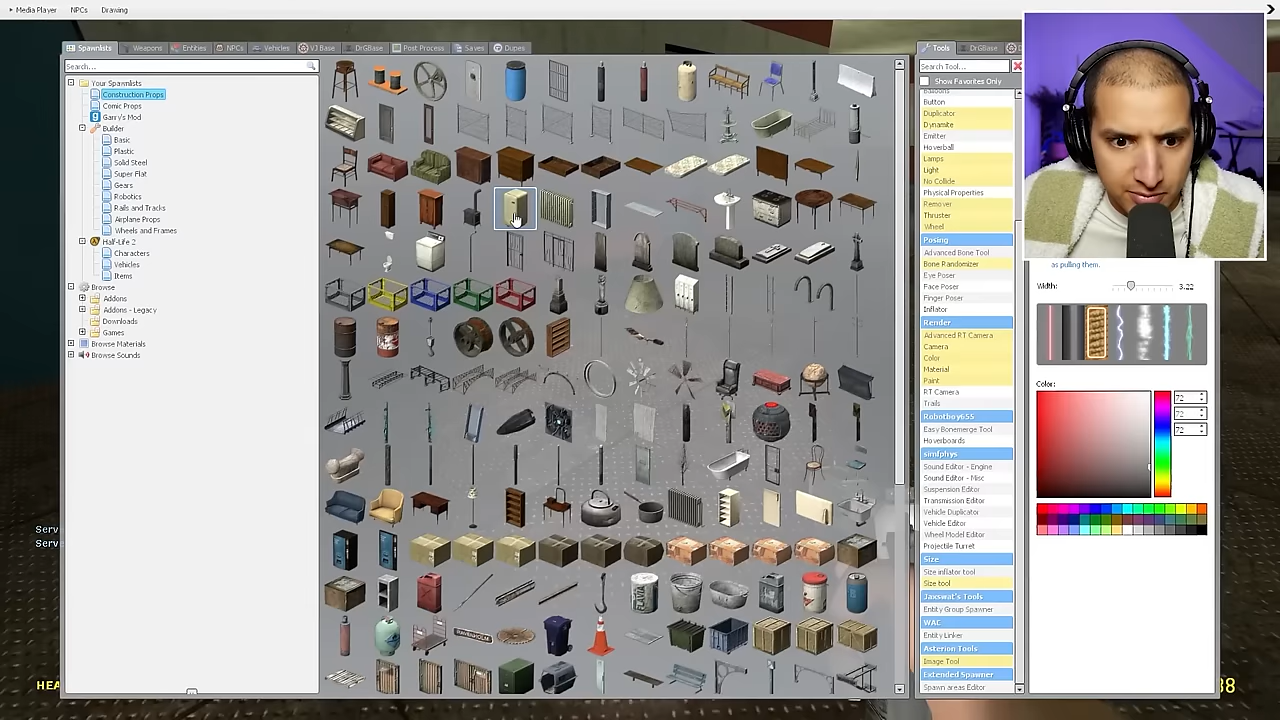 Media Player
NPCs
Drawing
Spawnlists
Weapons
Entities
NPCs
Vehicles
VJ Base
DrGBase
Post Process
Saves
Dupes
Search...
Your Spawnlists
Construction Props
Comic Props
Garry's Mod
Builder
Basic
Plastic
Solid Steel
Super Flat
Gears
Robotics
Rails and Tracks
Airplane Props
Wheels and Frames
Half-Life 2
Characters
Vehicles
Items
Browse
Addons
Addons - Legacy
Downloads
Games
Browse Materials
Browse Sounds
RAVENHOLM
Serv
Serv
HEA
Tools
DrGBase
Search Tool...
Show Favorites Only
Balloons
Button
Duplicator
Dynamite
Emitter
Hoverball
Lamps
Light
No Collide
Physical Properties
Remover
Thruster
Wheel
Posing
Advanced Bone Tool
Bone Randomizer
Eye Poser
Face Poser
Finger Poser
Inflator
Render
Advanced RT Camera
Camera
Color
Material
Paint
RT Camera
Trails
Robotboy655
Easy Bonemerge Tool
Hoverboards
simfphys
Sound Editor - Engine
Sound Editor - Misc
Suspension Editor
Transmission Editor
Vehicle Duplicator
Vehicle Editor
Wheel Model Editor
Projectile Turret
Size
Size inflator tool
Size tool
Jaxswat's Tools
Entity Group Spawner
WAC
Entity Linker
Asterion Tools
Image Tool
Extended Spawner
Spawn areas Editor
as pulling them.
Width:
3.22
Color:
72
72
72
38